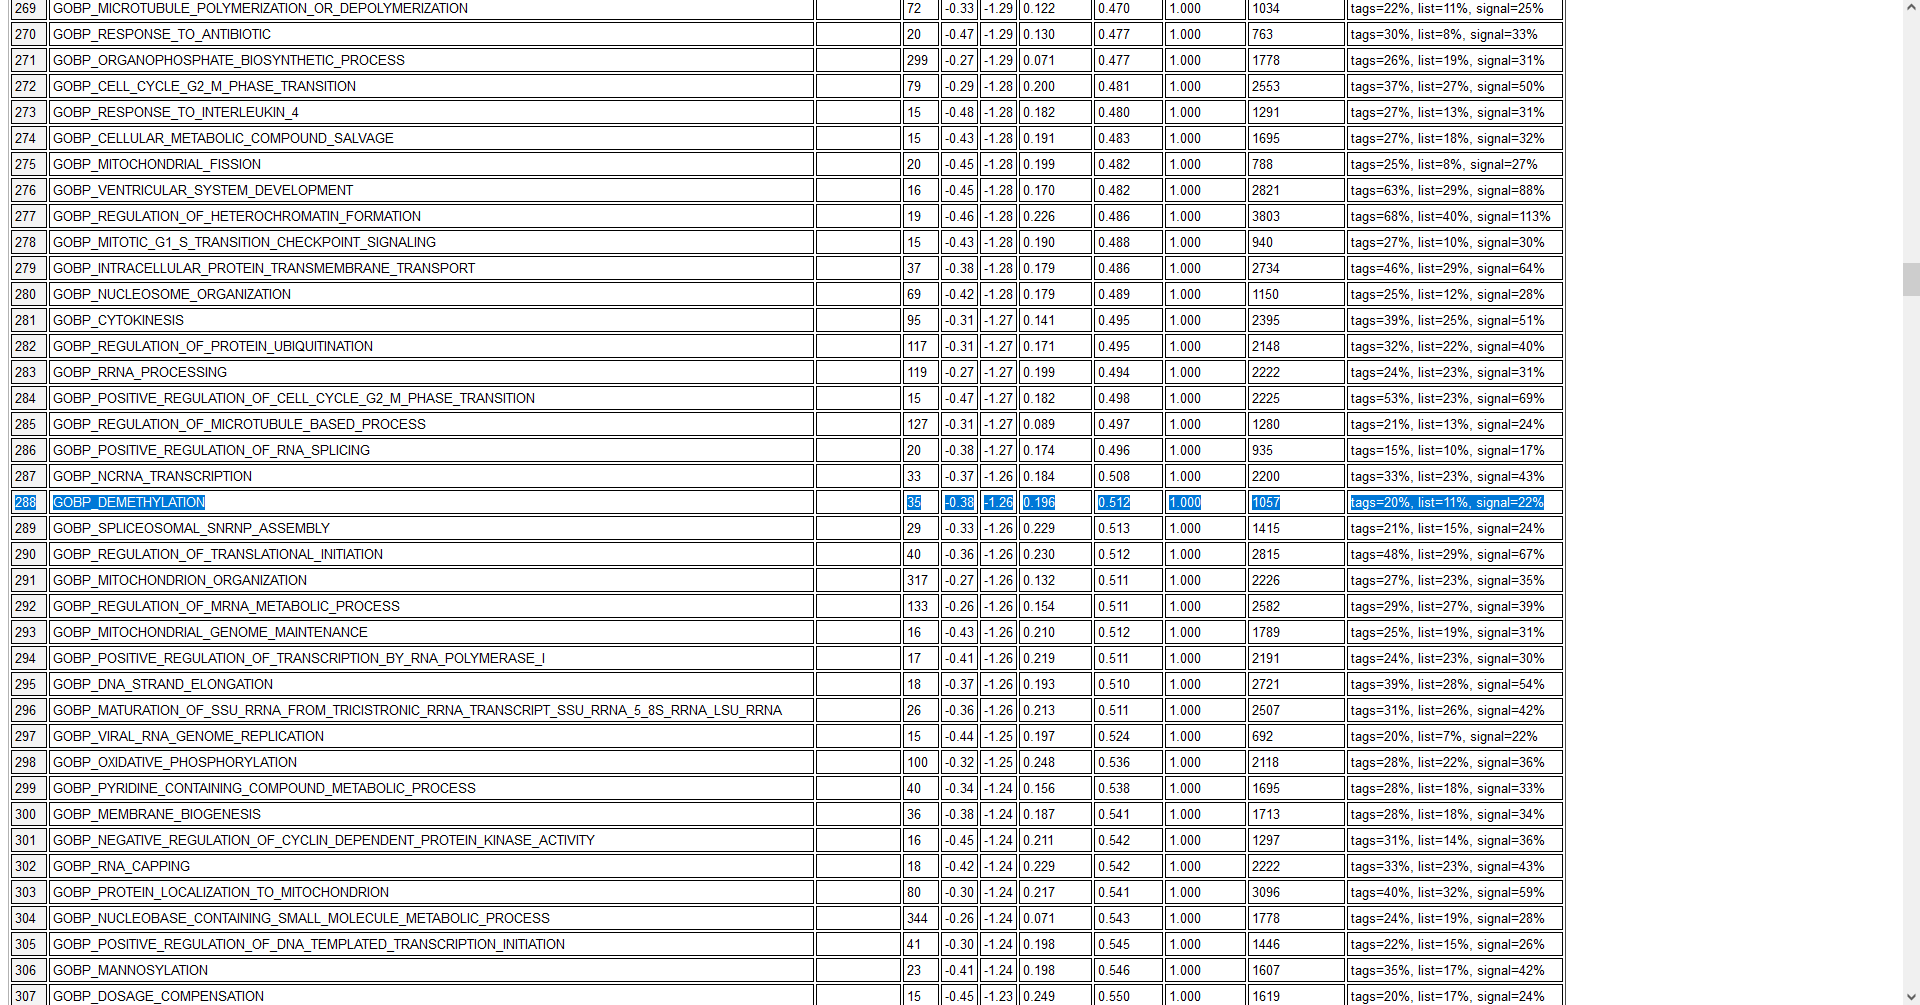 269 GOBP_MICROTUBULE_POLYMERIZATION_OR_DEPOLYMERIZATION 72 -0.33 -1.29 0.122 0.470 1.000 1034 tags=22%, list=11%, signal=25%
270 GOBP_RESPONSE_TO_ANTIBIOTIC 20 -0.47 -1.29 0.130 0.477 1.000 763 tags=30%, list=8%, signal=33%
271 GOBP_ORGANOPHOSPHATE_BIOSYNTHETIC_PROCESS 299 -0.27 -1.29 0.071 0.477 1.000 1778 tags=26%, list=19%, signal=31%
272 GOBP_CELL_CYCLE_G2_M_PHASE_TRANSITION 79 -0.29 -1.28 0.200 0.481 1.000 2553 tags=37%, list=27%, signal=50%
273 GOBP_RESPONSE_TO_INTERLEUKIN_4 15 -0.48 -1.28 0.182 0.480 1.000 1291 tags=27%, list=13%, signal=31%
274 GOBP_CELLULAR_METABOLIC_COMPOUND_SALVAGE 15 -0.43 -1.28 0.191 0.483 1.000 1695 tags=27%, list=18%, signal=32%
275 GOBP_MITOCHONDRIAL_FISSION 20 -0.45 -1.28 0.199 0.482 1.000 788 tags=25%, list=8%, signal=27%
276 GOBP_VENTRICULAR_SYSTEM_DEVELOPMENT 16 -0.45 -1.28 0.170 0.482 1.000 2821 tags=63%, list=29%, signal=88%
277 GOBP_REGULATION_OF_HETEROCHROMATIN_FORMATION 19 -0.46 -1.28 0.226 0.486 1.000 3803 tags=68%, list=40%, signal=113%
278 GOBP_MITOTIC_G1_S_TRANSITION_CHECKPOINT_SIGNALING 15 -0.43 -1.28 0.190 0.488 1.000 940 tags=27%, list=10%, signal=30%
279 GOBP_INTRACELLULAR_PROTEIN_TRANSMEMBRANE_TRANSPORT 37 -0.38 -1.28 0.179 0.486 1.000 2734 tags=46%, list=29%, signal=64%
280 GOBP_NUCLEOSOME_ORGANIZATION 69 -0.42 -1.28 0.179 0.489 1.000 1150 tags=25%, list=12%, signal=28%
281 GOBP_CYTOKINESIS 95 -0.31 -1.27 0.141 0.495 1.000 2395 tags=39%, list=25%, signal=51%
282 GOBP_REGULATION_OF_PROTEIN_UBIQUITINATION 117 -0.31 -1.27 0.171 0.495 1.000 2148 tags=32%, list=22%, signal=40%
283 GOBP_RRNA_PROCESSING 119 -0.27 -1.27 0.199 0.494 1.000 2222 tags=24%, list=23%, signal=31%
284 GOBP_POSITIVE_REGULATION_OF_CELL_CYCLE_G2_M_PHASE_TRANSITION 15 -0.47 -1.27 0.182 0.498 1.000 2225 tags=53%, list=23%, signal=69%
285 GOBP_REGULATION_OF_MICROTUBULE_BASED_PROCESS 127 -0.31 -1.27 0.089 0.497 1.000 1280 tags=21%, list=13%, signal=24%
286 GOBP_POSITIVE_REGULATION_OF_RNA_SPLICING 20 -0.38 -1.27 0.174 0.496 1.000 935 tags=15%, list=10%, signal=17%
287 GOBP_NCRNA_TRANSCRIPTION 33 -0.37 -1.26 0.184 0.508 1.000 2200 tags=33%, list=23%, signal=43%
288 GOBP_DEMETHYLATION 35 -0.38 -1.26 0.196 0.512 1.000 1057 tags=20%, list=11%, signal=22%
289 GOBP_SPLICEOSOMAL_SNRNP_ASSEMBLY 29 -0.33 -1.26 0.229 0.513 1.000 1415 tags=21%, list=15%, signal=24%
290 GOBP_REGULATION_OF_TRANSLATIONAL_INITIATION 40 -0.36 -1.26 0.230 0.512 1.000 2815 tags=48%, list=29%, signal=67%
291 GOBP_MITOCHONDRION_ORGANIZATION 317 -0.27 -1.26 0.132 0.511 1.000 2226 tags=27%, list=23%, signal=35%
292 GOBP_REGULATION_OF_MRNA_METABOLIC_PROCESS 133 -0.26 -1.26 0.154 0.511 1.000 2582 tags=29%, list=27%, signal=39%
293 GOBP_MITOCHONDRIAL_GENOME_MAINTENANCE 16 -0.43 -1.26 0.210 0.512 1.000 1789 tags=25%, list=19%, signal=31%
294 GOBP_POSITIVE_REGULATION_OF_TRANSCRIPTION_BY_RNA_POLYMERASE_I 17 -0.41 -1.26 0.219 0.511 1.000 2191 tags=24%, list=23%, signal=30%
295 GOBP_DNA_STRAND_ELONGATION 18 -0.37 -1.26 0.193 0.510 1.000 2721 tags=39%, list=28%, signal=54%
296 GOBP_MATURATION_OF_SSU_RRNA_FROM_TRICISTRONIC_RRNA_TRANSCRIPT_SSU_RRNA_5_8S_RRNA_LSU_RRNA 26 -0.36 -1.26 0.213 0.511 1.000 2507 tags=31%, list=26%, signal=42%
297 GOBP_VIRAL_RNA_GENOME_REPLICATION 15 -0.44 -1.25 0.197 0.524 1.000 692 tags=20%, list=7%, signal=22%
298 GOBP_OXIDATIVE_PHOSPHORYLATION 100 -0.32 -1.25 0.248 0.536 1.000 2118 tags=28%, list=22%, signal=36%
299 GOBP_PYRIDINE_CONTAINING_COMPOUND_METABOLIC_PROCESS 40 -0.34 -1.24 0.156 0.538 1.000 1695 tags=28%, list=18%, signal=33%
300 GOBP_MEMBRANE_BIOGENESIS 36 -0.38 -1.24 0.187 0.541 1.000 1713 tags=28%, list=18%, signal=34%
301 GOBP_NEGATIVE_REGULATION_OF_CYCLIN_DEPENDENT_PROTEIN_KINASE_ACTIVITY 16 -0.45 -1.24 0.211 0.542 1.000 1297 tags=31%, list=14%, signal=36%
302 GOBP_RNA_CAPPING 18 -0.42 -1.24 0.229 0.542 1.000 2222 tags=33%, list=23%, signal=43%
303 GOBP_PROTEIN_LOCALIZATION_TO_MITOCHONDRION 80 -0.30 -1.24 0.217 0.541 1.000 3096 tags=40%, list=32%, signal=59%
304 GOBP_NUCLEOBASE_CONTAINING_SMALL_MOLECULE_METABOLIC_PROCESS 344 -0.26 -1.24 0.071 0.543 1.000 1778 tags=24%, list=19%, signal=28%
305 GOBP_POSITIVE_REGULATION_OF_DNA_TEMPLATED_TRANSCRIPTION_INITIATION 41 -0.30 -1.24 0.198 0.545 1.000 1446 tags=22%, list=15%, signal=26%
306 GOBP_MANNOSYLATION 23 -0.41 -1.24 0.198 0.546 1.000 1607 tags=35%, list=17%, signal=42%
307 GOBP_DOSAGE_COMPENSATION 15 -0.45 -1.23 0.249 0.550 1.000 1619 tags=20%, list=17%, signal=24%